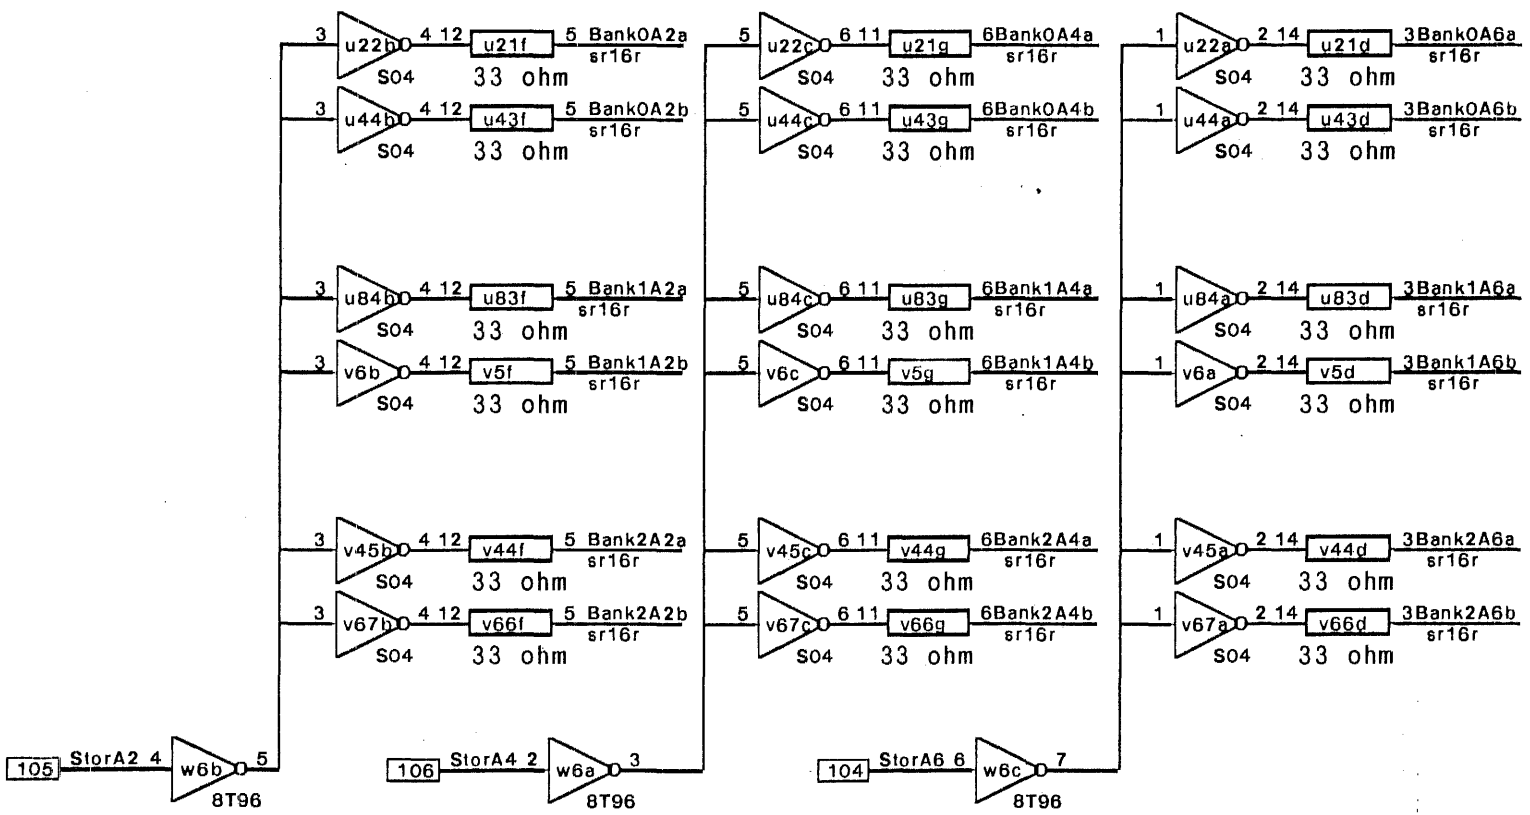 3 u22b 4 12 u21f 5 Bank0A2a 5 u22c 6 11 u21g 6Bank0A4a 1 u22a 2 14 u21d 3Bank0A6a
S04 33 ohm sr16r S04 33 ohm sr16r S04 33 ohm sr16r
3 u44b 4 12 u43f 5 Bank0A2b 5 u44c 6 11 u43g 6Bank0A4b 1 u44a 2 14 u43d 3Bank0A6b
S04 33 ohm sr16r S04 33 ohm sr16r S04 33 ohm sr16r
3 u84b 4 12 u83f 5 Bank1A2a 5 u84c 6 11 u83g 6Bank1A4a 1 u84a 2 14 u83d 3Bank1A6a
S04 33 ohm sr16r S04 33 ohm sr16r S04 33 ohm sr16r
3 v6b 4 12 v5f 5 Bank1A2b 5 v6c 6 11 v5g 6Bank1A4b 1 v6a 2 14 v5d 3Bank1A6b
S04 33 ohm sr16r S04 33 ohm sr16r S04 33 ohm sr16r
3 v45b 4 12 v44f 5 Bank2A2a 5 v45c 6 11 v44g 6Bank2A4a 1 v45a 2 14 v44d 3Bank2A6a
S04 33 ohm sr16r S04 33 ohm sr16r S04 33 ohm sr16r
3 v67b 4 12 v66f 5 Bank2A2b 5 v67c 6 11 v66g 6Bank2A4b 1 v67a 2 14 v66d 3Bank2A6b
S04 33 ohm sr16r S04 33 ohm sr16r S04 33 ohm sr16r
105 StorA2 4 w6b 5 106 StorA4 2 w6a 3 104 StorA6 6 w6c 7
8T96 8T96 8T96